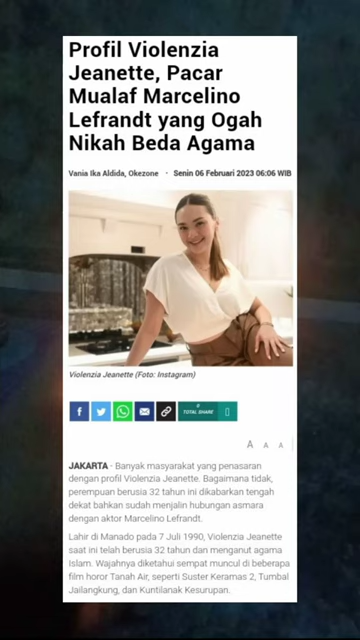 Profil Violenzia
Jeanette, Pacar
Mualaf Marcelino
Lefrandt yang Ogah
Nikah Beda Agama
Vania Ika Aldida, Okezone • Senin 06 Februari 2023 06:06 WIB
Violenzia Jeanette (Foto: Instagram)
0
TOTAL SHARE
A A A
JAKARTA - Banyak masyarakat yang penasaran
dengan profil Violenzia Jeanette. Bagaimana tidak,
perempuan berusia 32 tahun ini dikabarkan tengah
dekat bahkan sudah menjalin hubungan asmara
dengan aktor Marcelino Lefrandt.
Lahir di Manado pada 7 Juli 1990, Violenzia Jeanette
saat ini telah berusia 32 tahun dan menganut agama
Islam. Wajahnya diketahui sempat muncul di beberapa
film horor Tanah Air, seperti Suster Keramas 2, Tumbal
Jailangkung, dan Kuntilanak Kesurupan.